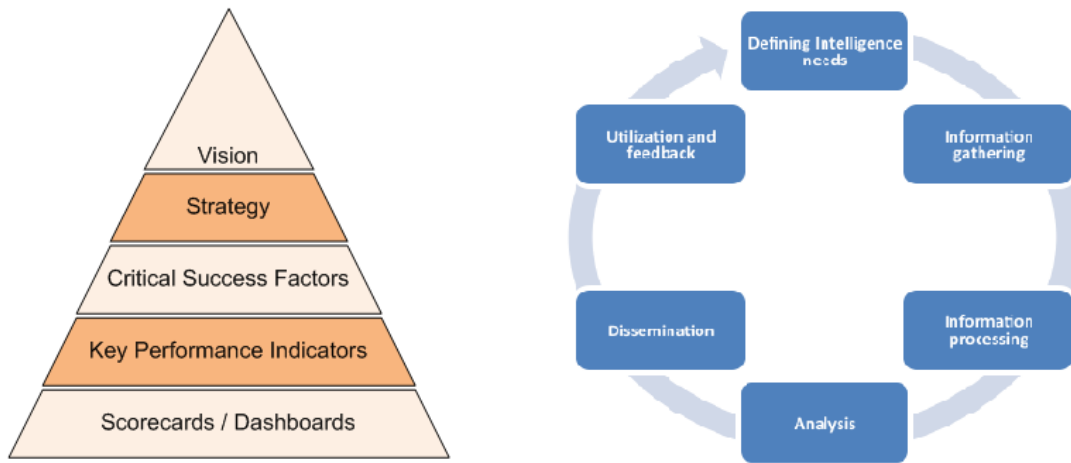 Vision
Strategy
Critical Success Factors
Key Performance Indicators
Scorecards / Dashboards
Defining Intelligence
needs
Information
gathering
Information
processing
Analysis
Dissemination
Utilization and
feedback